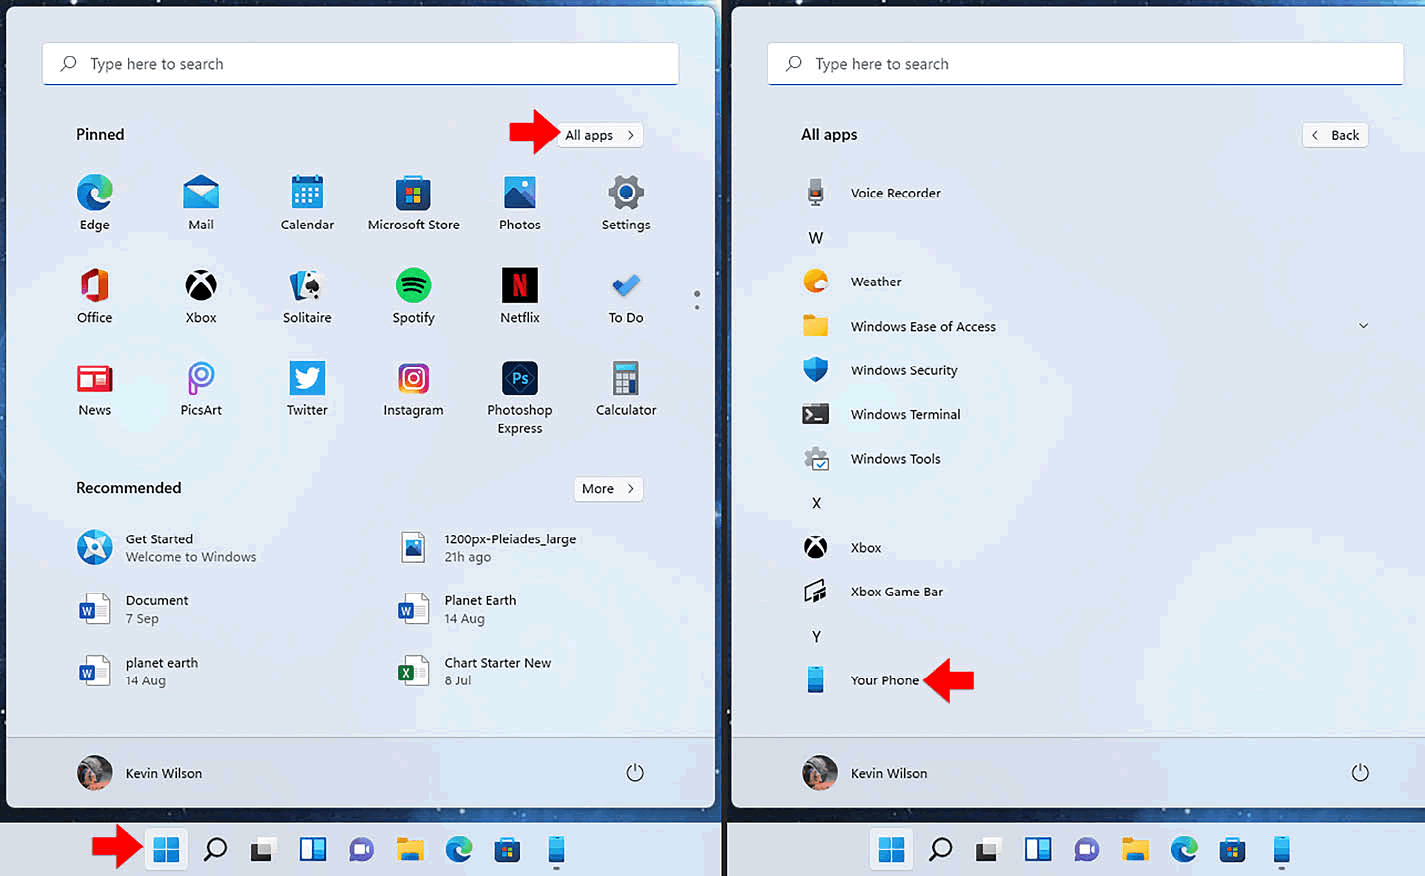 Type here to search
Pinned
All apps
Edge
Mail
Calendar
Microsoft Store
Photos
Settings
Office
Xbox
Solitaire
Spotify
N
Netflix
To Do
News
PicsArt
Twitter
Instagram
Ps
Photoshop
Express
Calculator
Recommended
More
Get Started
Welcome to Windows
1200px-Pleiades_large
21h ago
W
Document
7 Sep
W
Planet Earth
14 Aug
W
planet earth
14 Aug
X
Chart Starter New
8 Jul
Kevin Wilson
Type here to search
All apps
Back
Voice Recorder
W
Weather
Windows Ease of Access
Windows Security
Windows Terminal
Windows Tools
X
Xbox
Xbox Game Bar
Y
Your Phone
Kevin Wilson